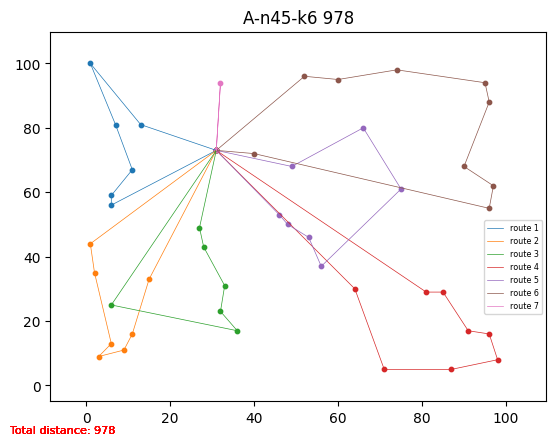 A-n45-k6 978
100
80
60
40
20
0
0 20 40 60 80 100
route 1
route 2
route 3
route 4
route 5
route 6
route 7
Total distance: 978